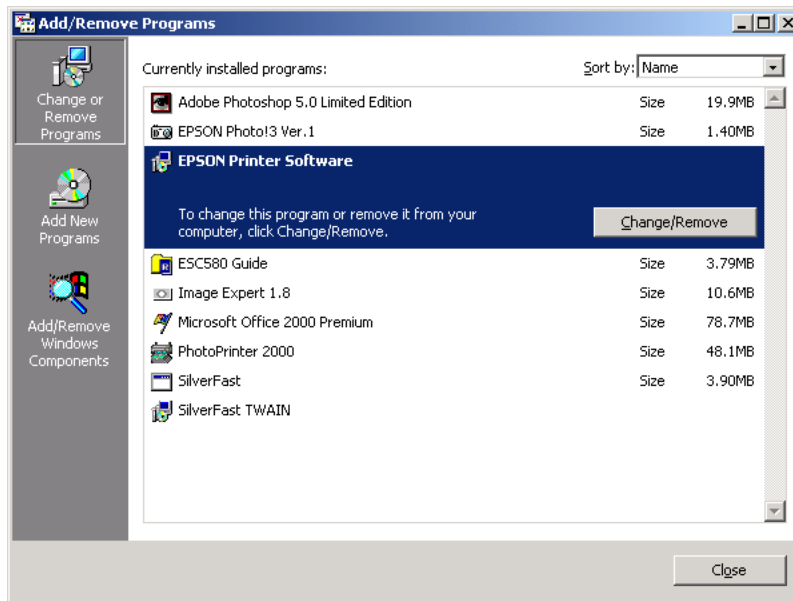 Add/Remove Programs
Change or
Remove
Programs
Add New
Programs
Add/Remove
Windows
Components
Currently installed programs:
Sort by: Name
Adobe Photoshop 5.0 Limited Edition Size 19.9MB
EPSON Photo!3 Ver.1 Size 1.40MB
EPSON Printer Software
To change this program or remove it from your
computer, click Change/Remove.
Change/Remove
ESC580 Guide Size 3.79MB
Image Expert 1.8 Size 10.6MB
Microsoft Office 2000 Premium Size 78.7MB
PhotoPrinter 2000 Size 48.1MB
SilverFast Size 3.90MB
SilverFast TWAIN
Close